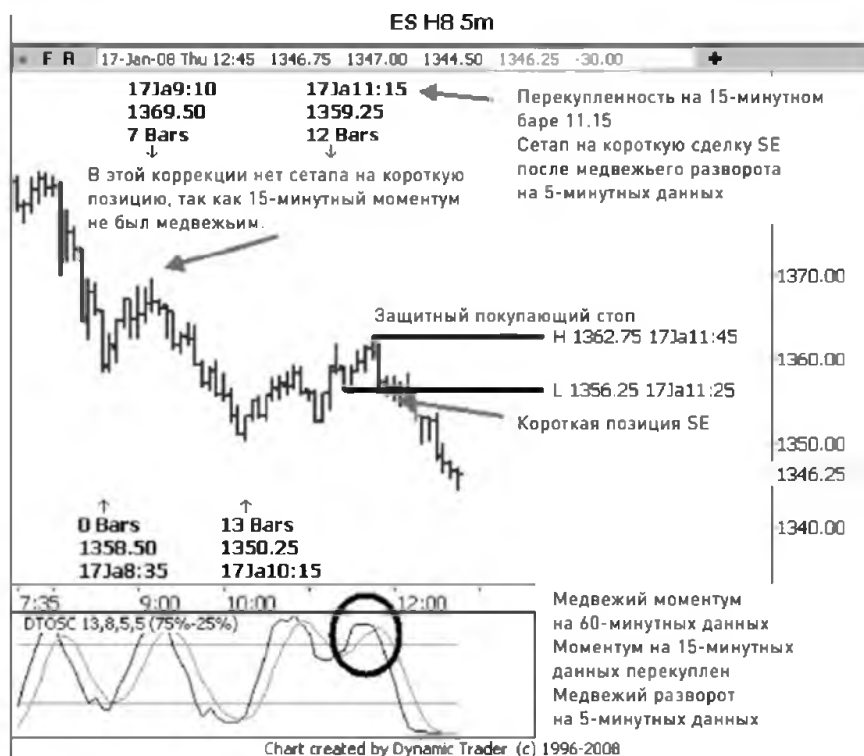 ES H8 5m
F A 17-Jan-08 Thu 12:45 1346.75 1347.00 1344.50 1346.25 -30.00
17Ja9:10
1369.50
7 Bars
17Ja11:15
1359.25
12 Bars
Перекупленность на 15-минутном
баре 11.15
Сетап на короткую сделку SE
после медвежьего разворота
на 5-минутных данных
В этой коррекции нет сетапа на короткую
позицию, так как 15-минутный моментум
не был медвежьим.
1370.00
Защитный покупающий стоп
H 1362.75 17Ja11:45
1360.00
L 1356.25 17Ja11:25
Короткая позиция SE
1350.00
1346.25
1340.00
0 Bars
1358.50
17Ja8:35
13 Bars
1350.25
17Ja10:15
7:35 9:00 10:00 12:00
DTOSC 13,8,5,5 (75%-25%)
Медвежий моментум
на 60-минутных данных
Моментум на 15-минутных
данных перекуплен
Медвежий разворот
на 5-минутных данных
Chart created by Dynamic Trader (c) 1996-2008